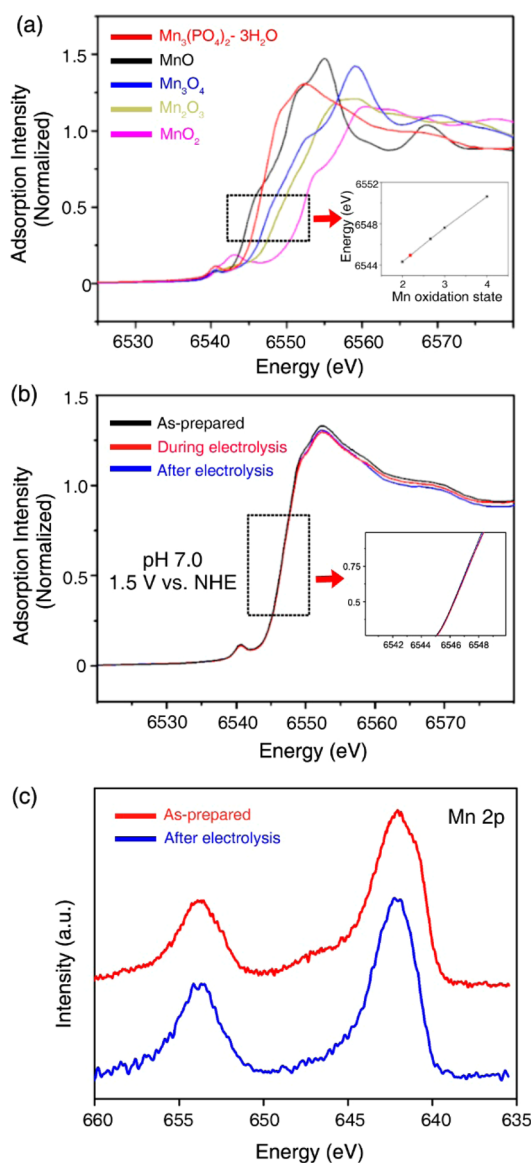 (a)
Mn₃(PO₄)₂- 3H₂O
MnO
Mn₃O₄
Mn₂O₃
MnO₂
Adsorption Intensity
(Normalized)
1.5
1.0
0.5
0
6530 6540 6550 6560 6570
Energy (eV)
Energy (eV)
6552
6548
6544
2 3 4
Mn oxidation state
(b)
As-prepared
During electrolysis
After electrolysis
Adsorption Intensity
(Normalized)
1.5
1.0
0.5
0
pH 7.0
1.5 V vs. NHE
0.75
0.5
6542 6544 6546 6548
6530 6540 6550 6560 6570
Energy (eV)
(c)
As-prepared
After electrolysis
Mn 2p
Intensity (a.u.)
660 655 650 645 640 635
Energy (eV)